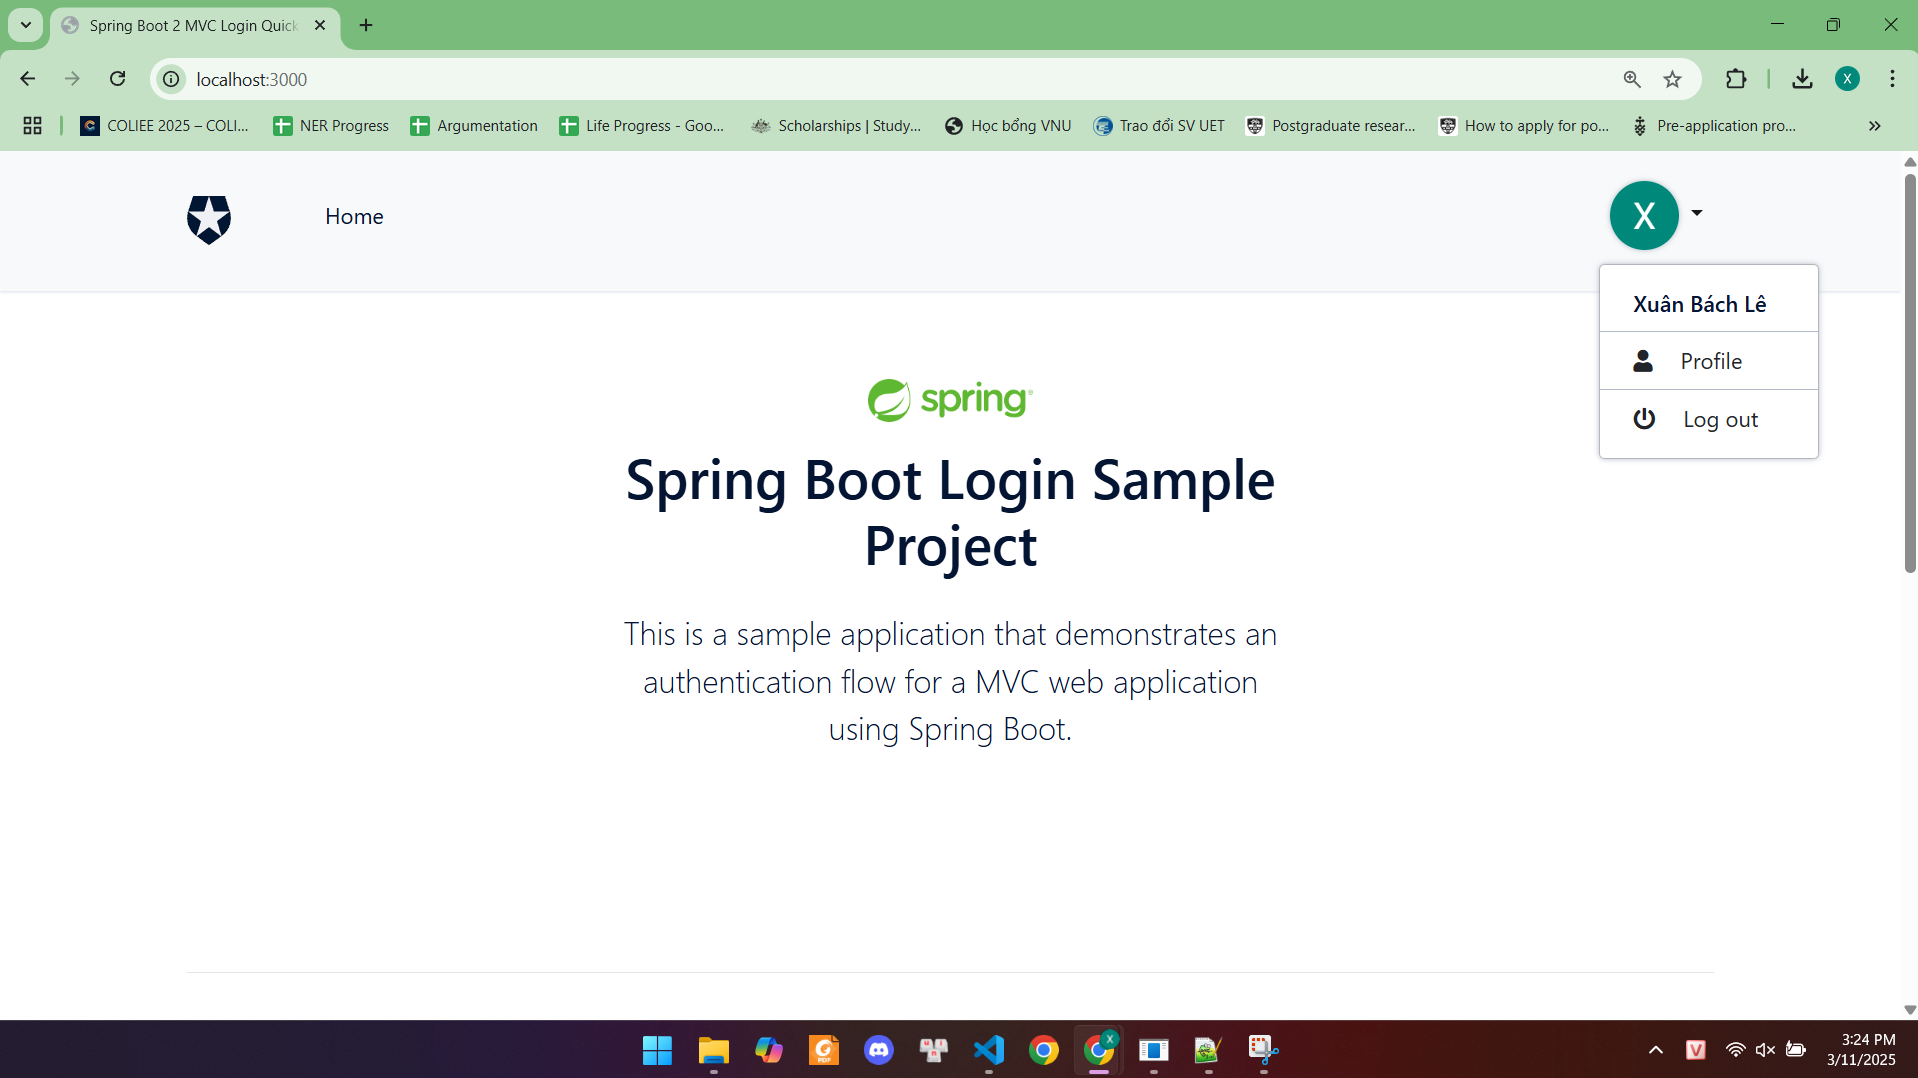 Spring Boot 2 MVC Login Quick
localhost:3000
X
COLIEE 2025 – COLI...
NER Progress
Argumentation
Life Progress - Goo...
Scholarships | Study...
Học bổng VNU
Trao đổi SV UET
Postgraduate resear...
How to apply for po...
Pre-application pro...
Home
X
Xuân Bách Lê
Profile
Log out
spring
Spring Boot Login Sample
Project
This is a sample application that demonstrates an
authentication flow for a MVC web application
using Spring Boot.
PDF
X
V
3:24 PM
3/11/2025